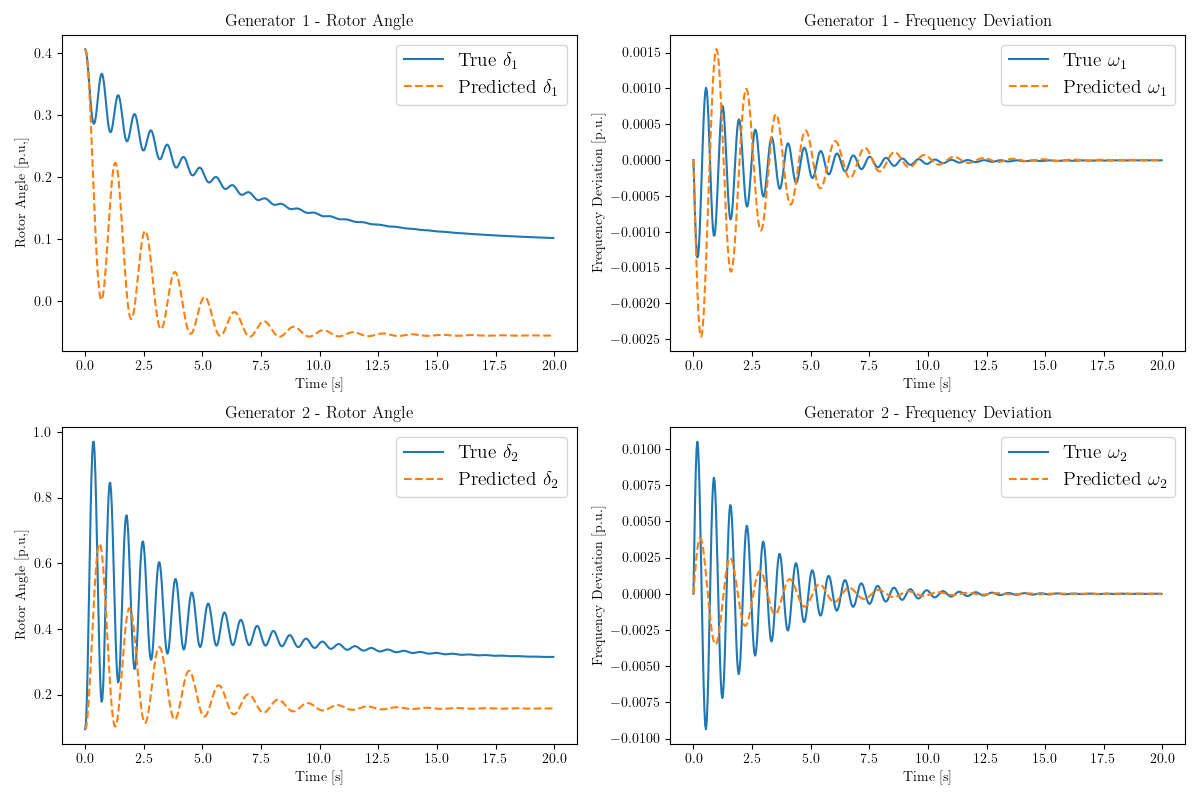 Generator 1 - Rotor Angle
0.4
0.3
0.2
0.1
0.0
Rotor Angle [p.u.]
True δ₁
Predicted δ₁
0.0 2.5 5.0 7.5 10.0 12.5 15.0 17.5 20.0
Time [s]
Generator 1 - Frequency Deviation
0.0015
0.0010
0.0005
0.0000
−0.0005
−0.0010
−0.0015
−0.0020
−0.0025
Frequency Deviation [p.u.]
True ω₁
Predicted ω₁
0.0 2.5 5.0 7.5 10.0 12.5 15.0 17.5 20.0
Time [s]
Generator 2 - Rotor Angle
1.0
0.8
0.6
0.4
0.2
Rotor Angle [p.u.]
True δ₂
Predicted δ₂
0.0 2.5 5.0 7.5 10.0 12.5 15.0 17.5 20.0
Time [s]
Generator 2 - Frequency Deviation
0.0100
0.0075
0.0050
0.0025
0.0000
−0.0025
−0.0050
−0.0075
−0.0100
Frequency Deviation [p.u.]
True ω₂
Predicted ω₂
0.0 2.5 5.0 7.5 10.0 12.5 15.0 17.5 20.0
Time [s]